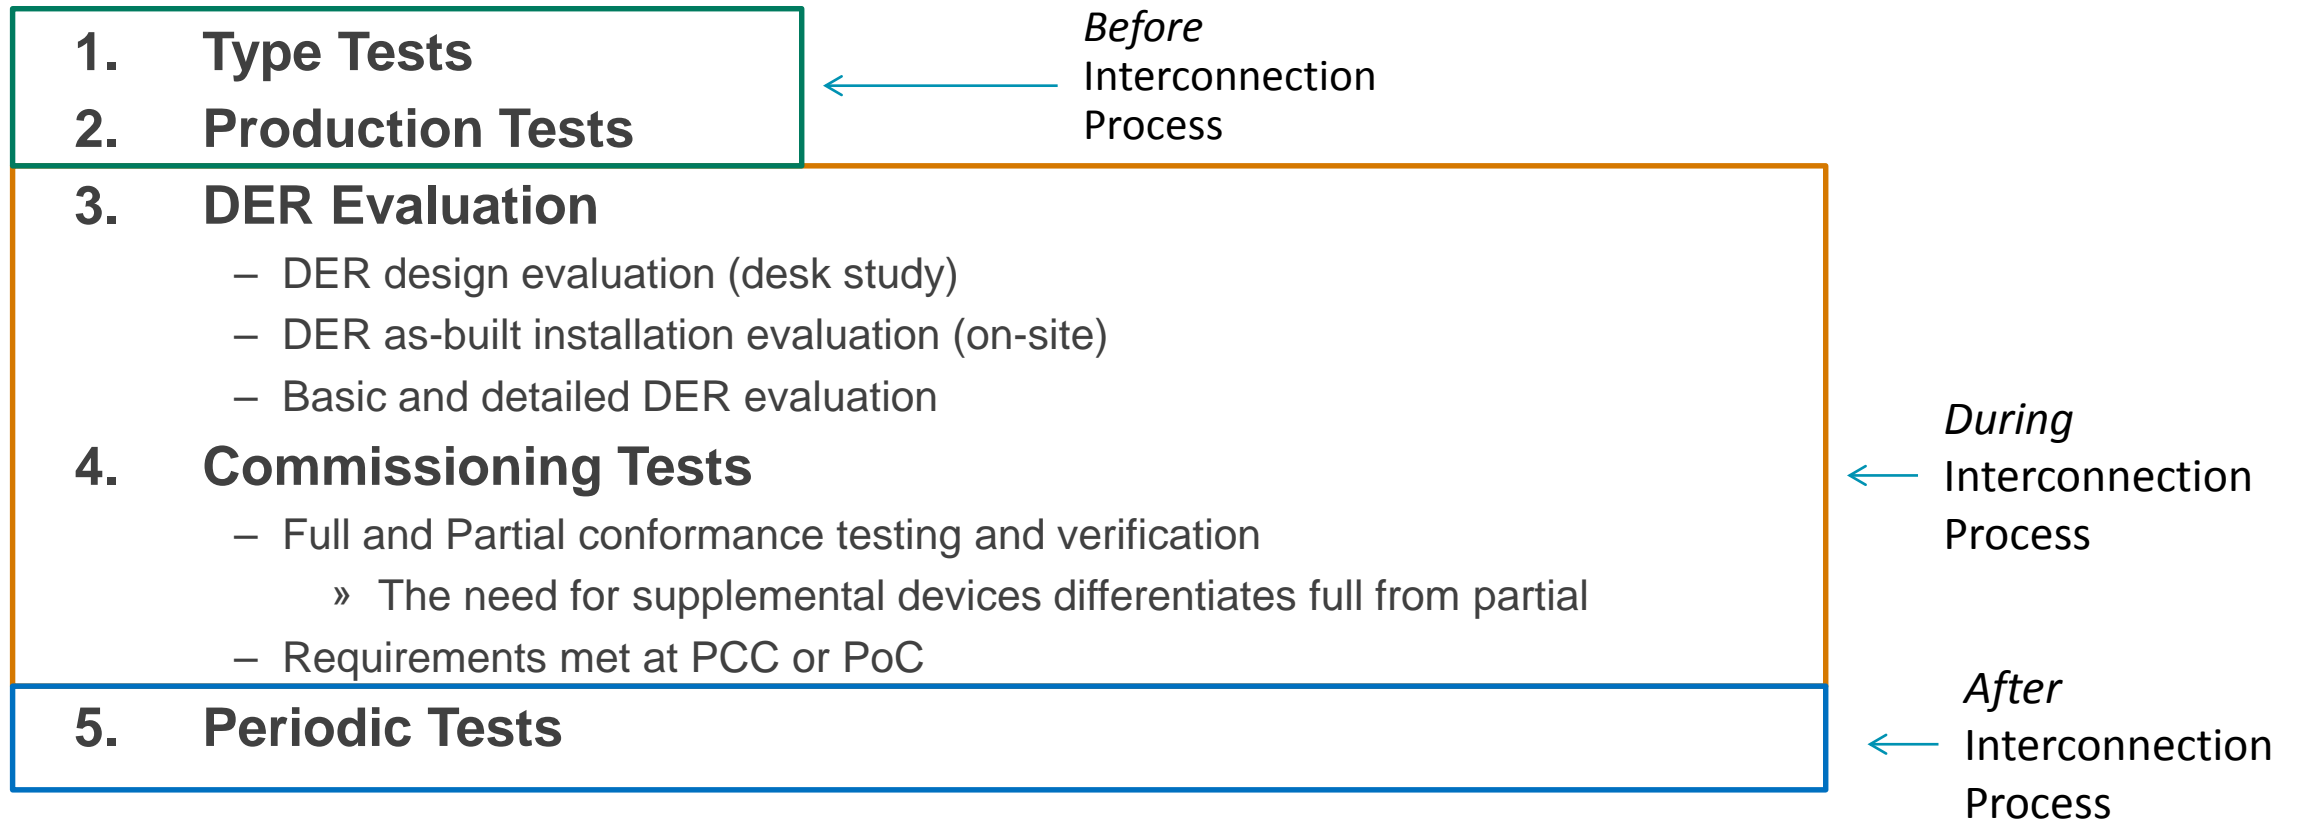 1. Type Tests
2. Production Tests
Before
Interconnection
Process
3. DER Evaluation
– DER design evaluation (desk study)
– DER as-built installation evaluation (on-site)
– Basic and detailed DER evaluation
4. Commissioning Tests
– Full and Partial conformance testing and verification
» The need for supplemental devices differentiates full from partial
– Requirements met at PCC or PoC
During
Interconnection
Process
5. Periodic Tests
After
Interconnection
Process